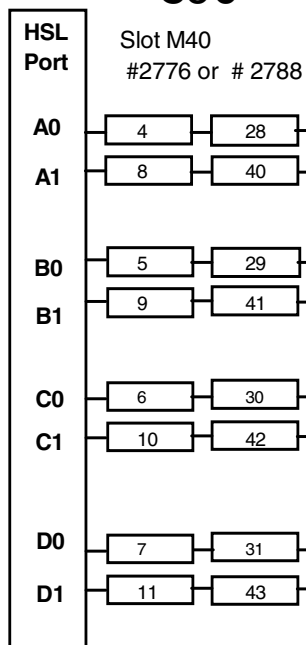 HSL
Port
Slot M40
#2776 or # 2788
A0 4 28
A1 8 40
B0 5 29
B1 9 41
C0 6 30
C1 10 42
D0 7 31
D1 11 43